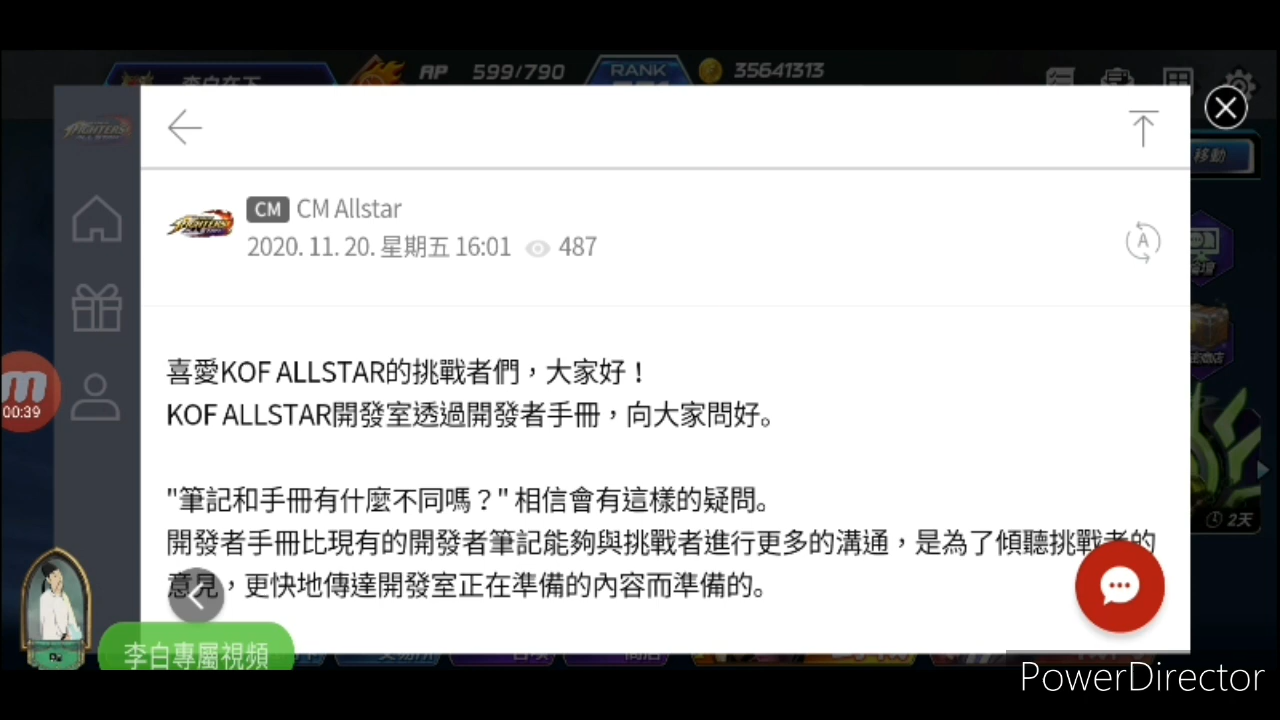 李白在下
AP 599/790
RANK
35641313
移動
CM CM Allstar
2020. 11. 20. 星期五 16:01 487
A
喜愛KOF ALLSTAR的挑戰者們，大家好！
KOF ALLSTAR開發室透過開發者手冊，向大家問好。
"筆記和手冊有什麼不同嗎？" 相信會有這樣的疑問。
開發者手冊比現有的開發者筆記能夠與挑戰者進行更多的溝通，是為了傾聽挑戰者的
意見，更快地傳達開發室正在準備的內容而準備的。
00:39
2天
李白專屬視頻
PowerDirector